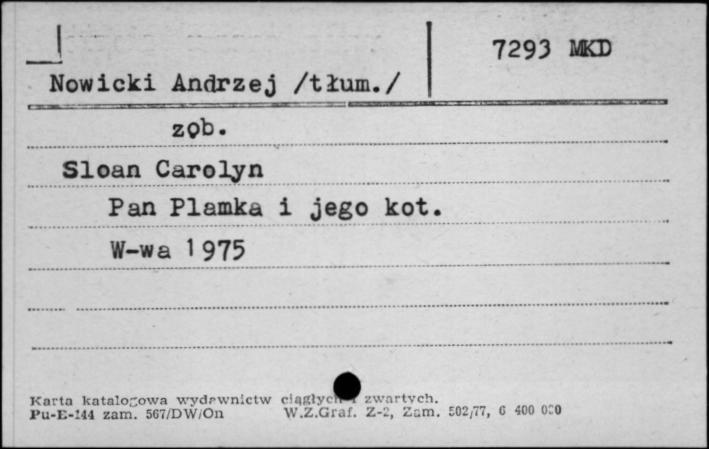 7293 MKD
Nowicki Andrzej /tłum./
zob.
Sloan Carolyn
Pan Plamka i jego kot.
W-wa 1975
Karta katalogowa wydawnictw ciągłych i zwartych.
Pu-E-144 zam. 567/DW/On W.Z.Graf. Z-2, Zam. 502/77, 6 400 000